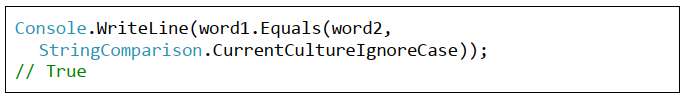 Console.WriteLine(word1.Equals(word2,
  StringComparison.CurrentCultureIgnoreCase));
// True